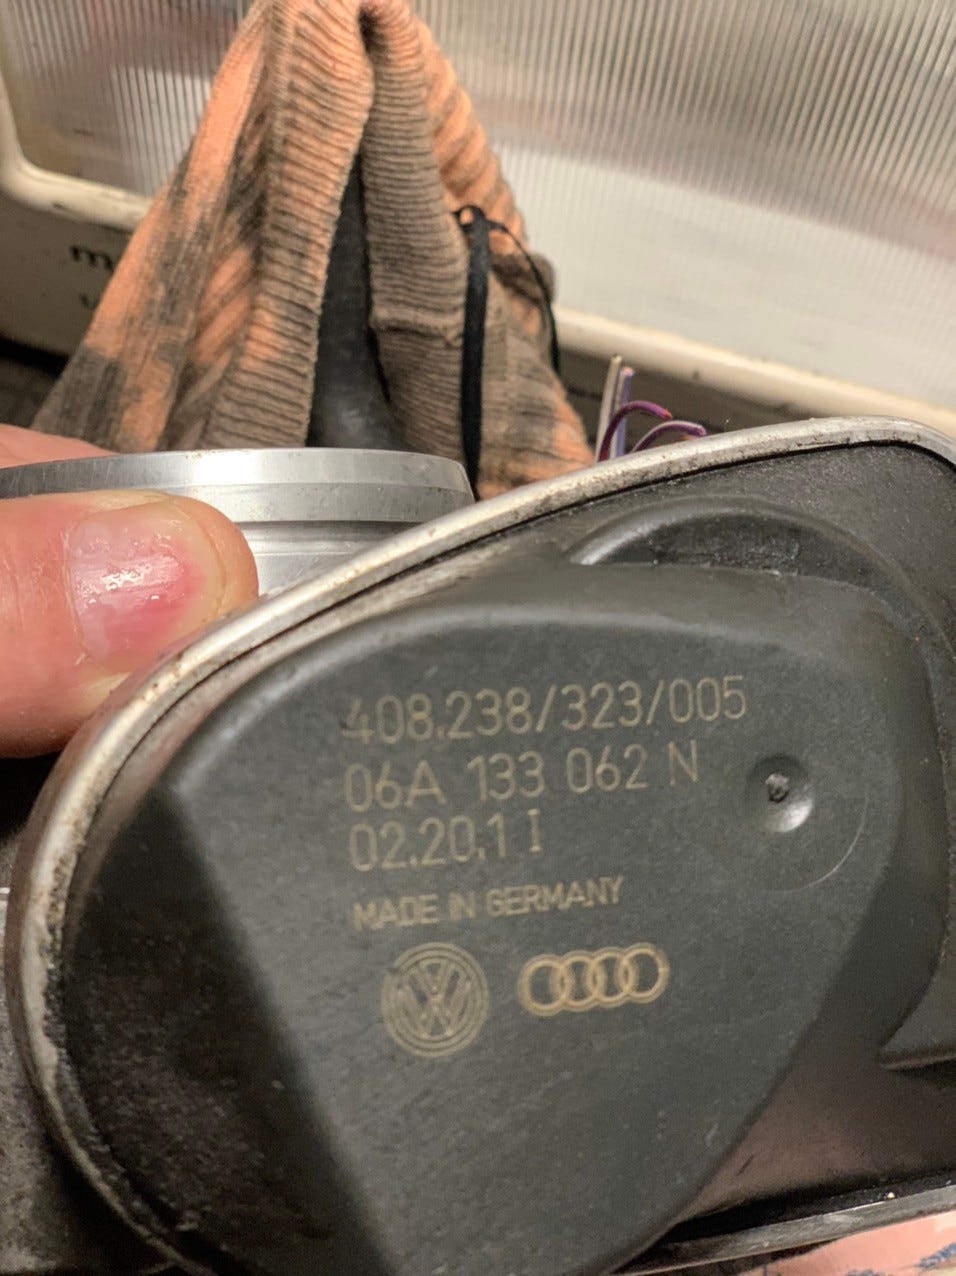 408.238/323/005
06A 133 062 N
02.20.1 I
MADE IN GERMANY